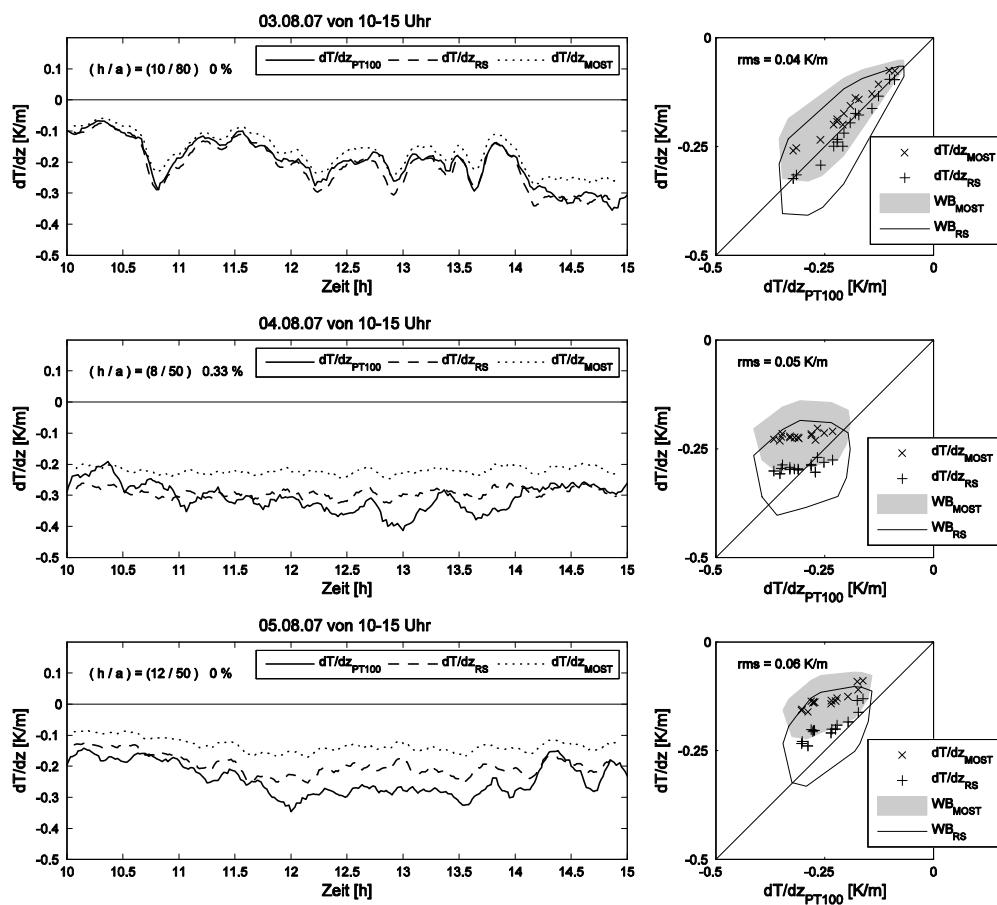 03.08.07 von 10-15 Uhr
( h / a ) = (10 / 80)   0 %
dT/dz_PT100   dT/dz_RS   dT/dz_MOST
0.1
0
-0.1
-0.2
-0.3
-0.4
-0.5
dT/dz [K/m]
10   10.5   11   11.5   12   12.5   13   13.5   14   14.5   15
Zeit [h]
rms = 0.04 K/m
0
-0.25
-0.5
dT/dz [K/m]
dT/dz_MOST
dT/dz_RS
WB_MOST
WB_RS
-0.5   -0.25   0
dT/dz_PT100 [K/m]
04.08.07 von 10-15 Uhr
( h / a ) = (8 / 50)   0.33 %
dT/dz_PT100   dT/dz_RS   dT/dz_MOST
0.1
0
-0.1
-0.2
-0.3
-0.4
-0.5
dT/dz [K/m]
10   10.5   11   11.5   12   12.5   13   13.5   14   14.5   15
Zeit [h]
rms = 0.05 K/m
0
-0.25
-0.5
dT/dz [K/m]
dT/dz_MOST
dT/dz_RS
WB_MOST
WB_RS
-0.5   -0.25   0
dT/dz_PT100 [K/m]
05.08.07 von 10-15 Uhr
( h / a ) = (12 / 50)   0 %
dT/dz_PT100   dT/dz_RS   dT/dz_MOST
0.1
0
-0.1
-0.2
-0.3
-0.4
-0.5
dT/dz [K/m]
10   10.5   11   11.5   12   12.5   13   13.5   14   14.5   15
Zeit [h]
rms = 0.06 K/m
0
-0.25
-0.5
dT/dz [K/m]
dT/dz_MOST
dT/dz_RS
WB_MOST
WB_RS
-0.5   -0.25   0
dT/dz_PT100 [K/m]